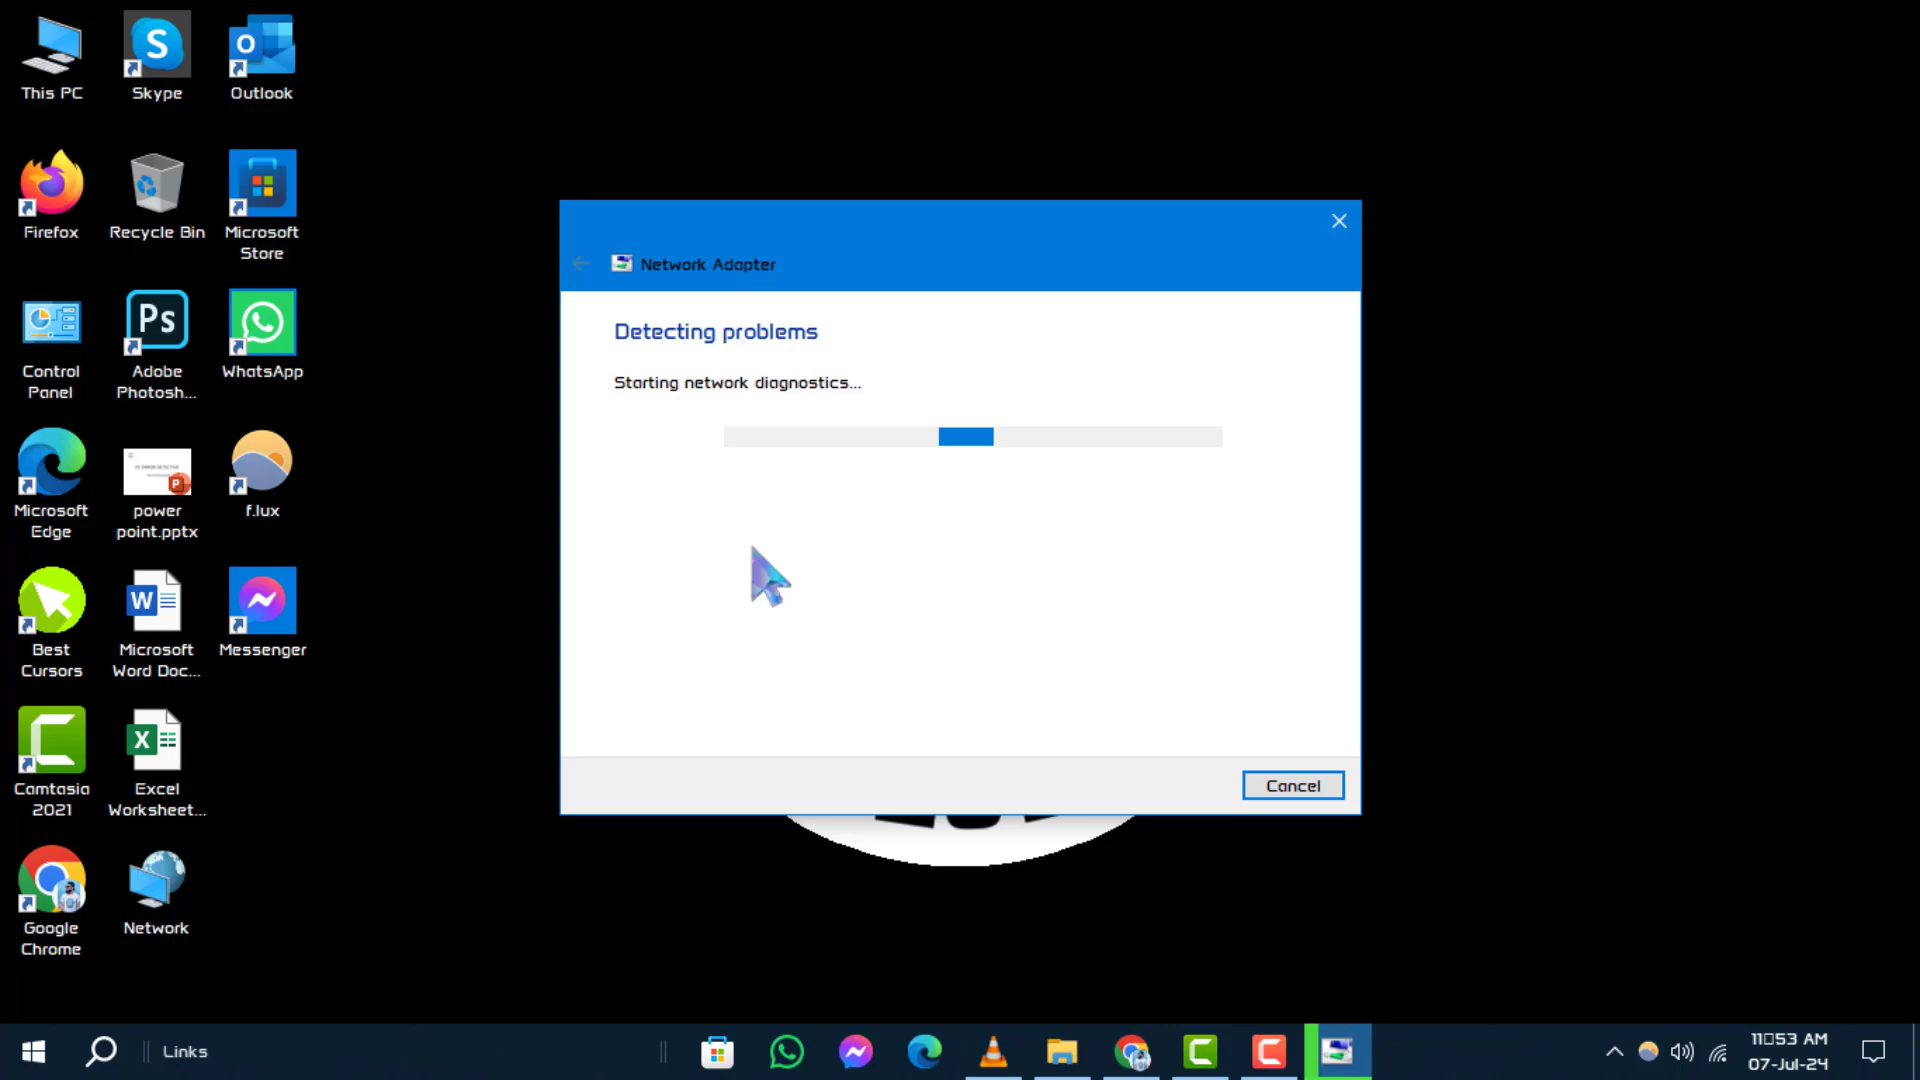 This PC
Skype
Outlook
Firefox
Recycle Bin
Microsoft
Store
Control
Panel
Ps
Adobe
Photosh...
WhatsApp
Microsoft
Edge
power
point.pptx
f.lux
Best
Cursors
Microsoft
Word Doc...
Messenger
Camtasia
2021
Excel
Worksheet...
Google
Chrome
Network
Network Adapter
Detecting problems
Starting network diagnostics...
Cancel
Links
11:53 AM
07-Jul-24